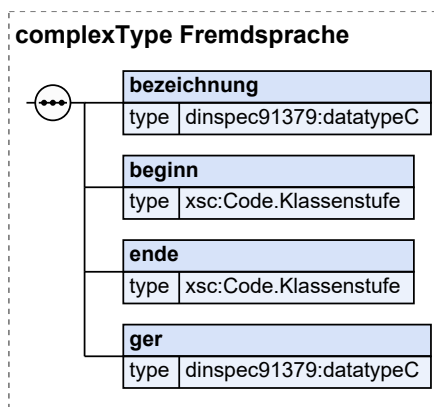 complexType Fremdsprache
bezeichnung
type dinspec91379:datatypeC
beginn
type xsc:Code.Klassenstufe
ende
type xsc:Code.Klassenstufe
ger
type dinspec91379:datatypeC